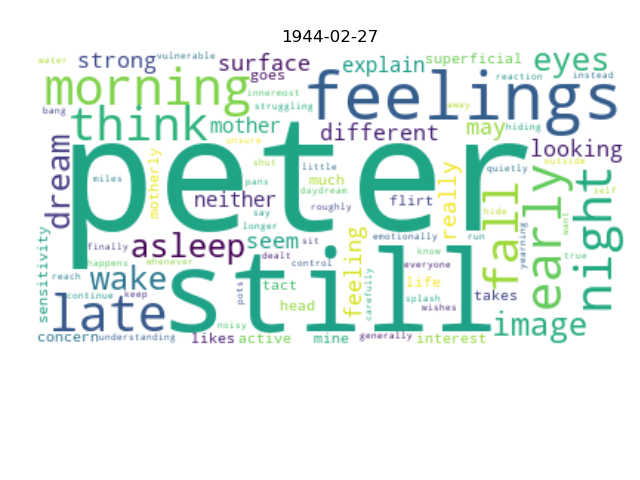 1944-02-27
water strong vulnerable surface explain superficial eyes
goes
morning innermost feelings reaction instead
bang struggling away
think mother different may hiding
unsure looking
dream motherly peter shut little quietly outside
miles pans much daydream really self
neither roughly flirt hide early night
say
longer
finally asleep seem sit emotionally run yearning want
happens whenever dealt feeling know fall true
sensitivity reach wake control everyone
continue keep pots tact carefully life takes
late still head splash wishes image
noisy
concern understanding likes active mine generally interest